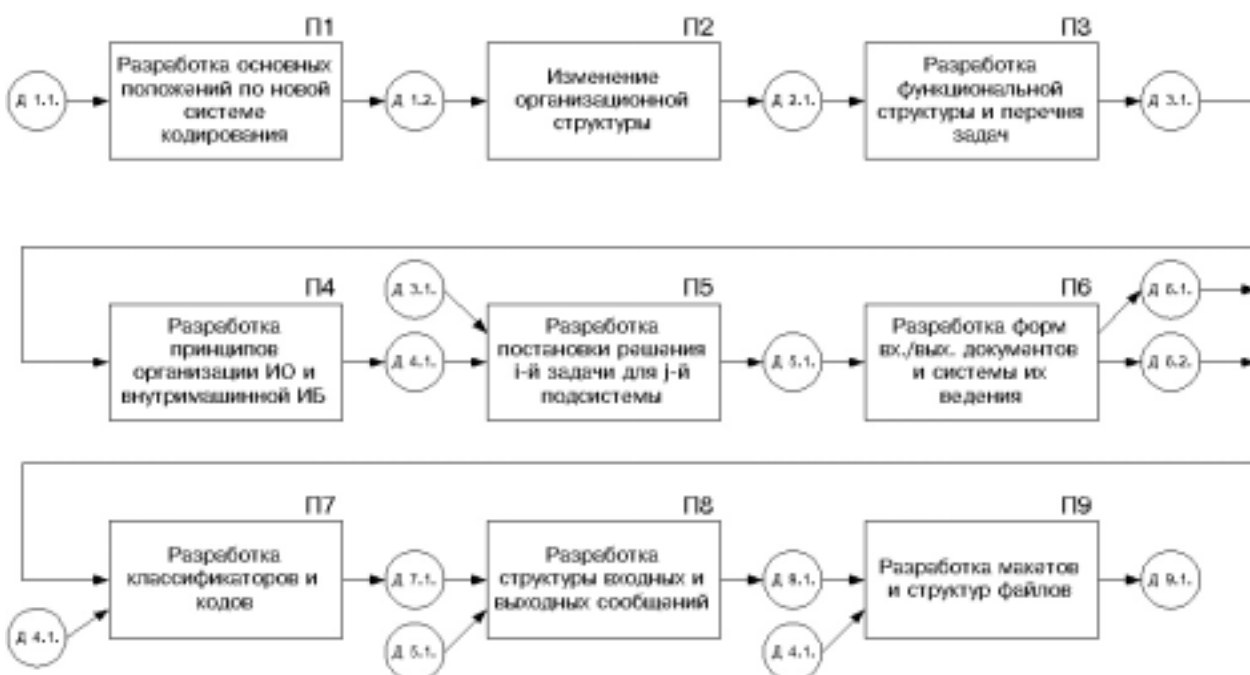 П1
П2
П3
Д 1.1.
Разработка основных
положений по новой
системе
кодирования
Д 1.2.
Изменение
организационной
структуры
Д 2.1.
Разработка
функциональной
структуры и перечня
задач
Д 3.1.
П4
П5
П6
Разработка
принципов
организации ИО и
внутримашинной ИБ
Д 3.1.
Д 4.1.
Разработка
постановки решения
i-й задачи для j-й
подсистемы
Д 5.1.
Разработка форм
вх./вых. документов
и системы их
ведения
Д 6.1.
Д 6.2.
П7
П8
П9
Д 4.1.
Разработка
классификаторов и
кодов
Д 7.1.
Д 5.1.
Разработка
структуры входных и
выходных сообщений
Д 8.1.
Д 4.1.
Разработка макетов
и структур файлов
Д 9.1.